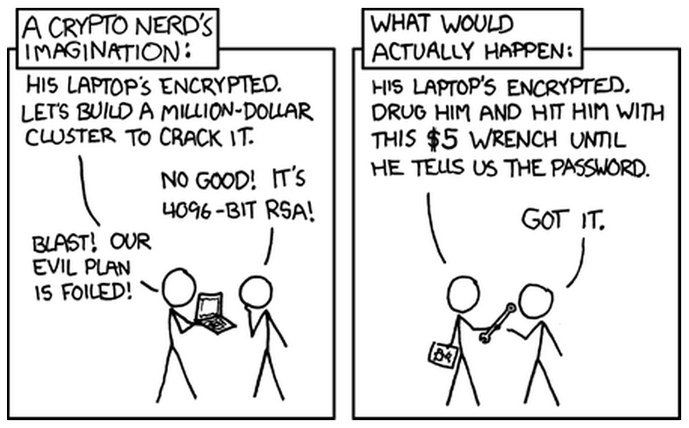 A CRYPTO NERD'S
IMAGINATION:
HIS LAPTOP'S ENCRYPTED.
LET'S BUILD A MILLION-DOLLAR
CLUSTER TO CRACK IT.
NO GOOD! IT'S
4096-BIT RSA!
BLAST! OUR
EVIL PLAN
IS FOILED!
WHAT WOULD
ACTUALLY HAPPEN:
HIS LAPTOP'S ENCRYPTED.
DRUG HIM AND HIT HIM WITH
THIS $5 WRENCH UNTIL
HE TELLS US THE PASSWORD.
GOT IT.